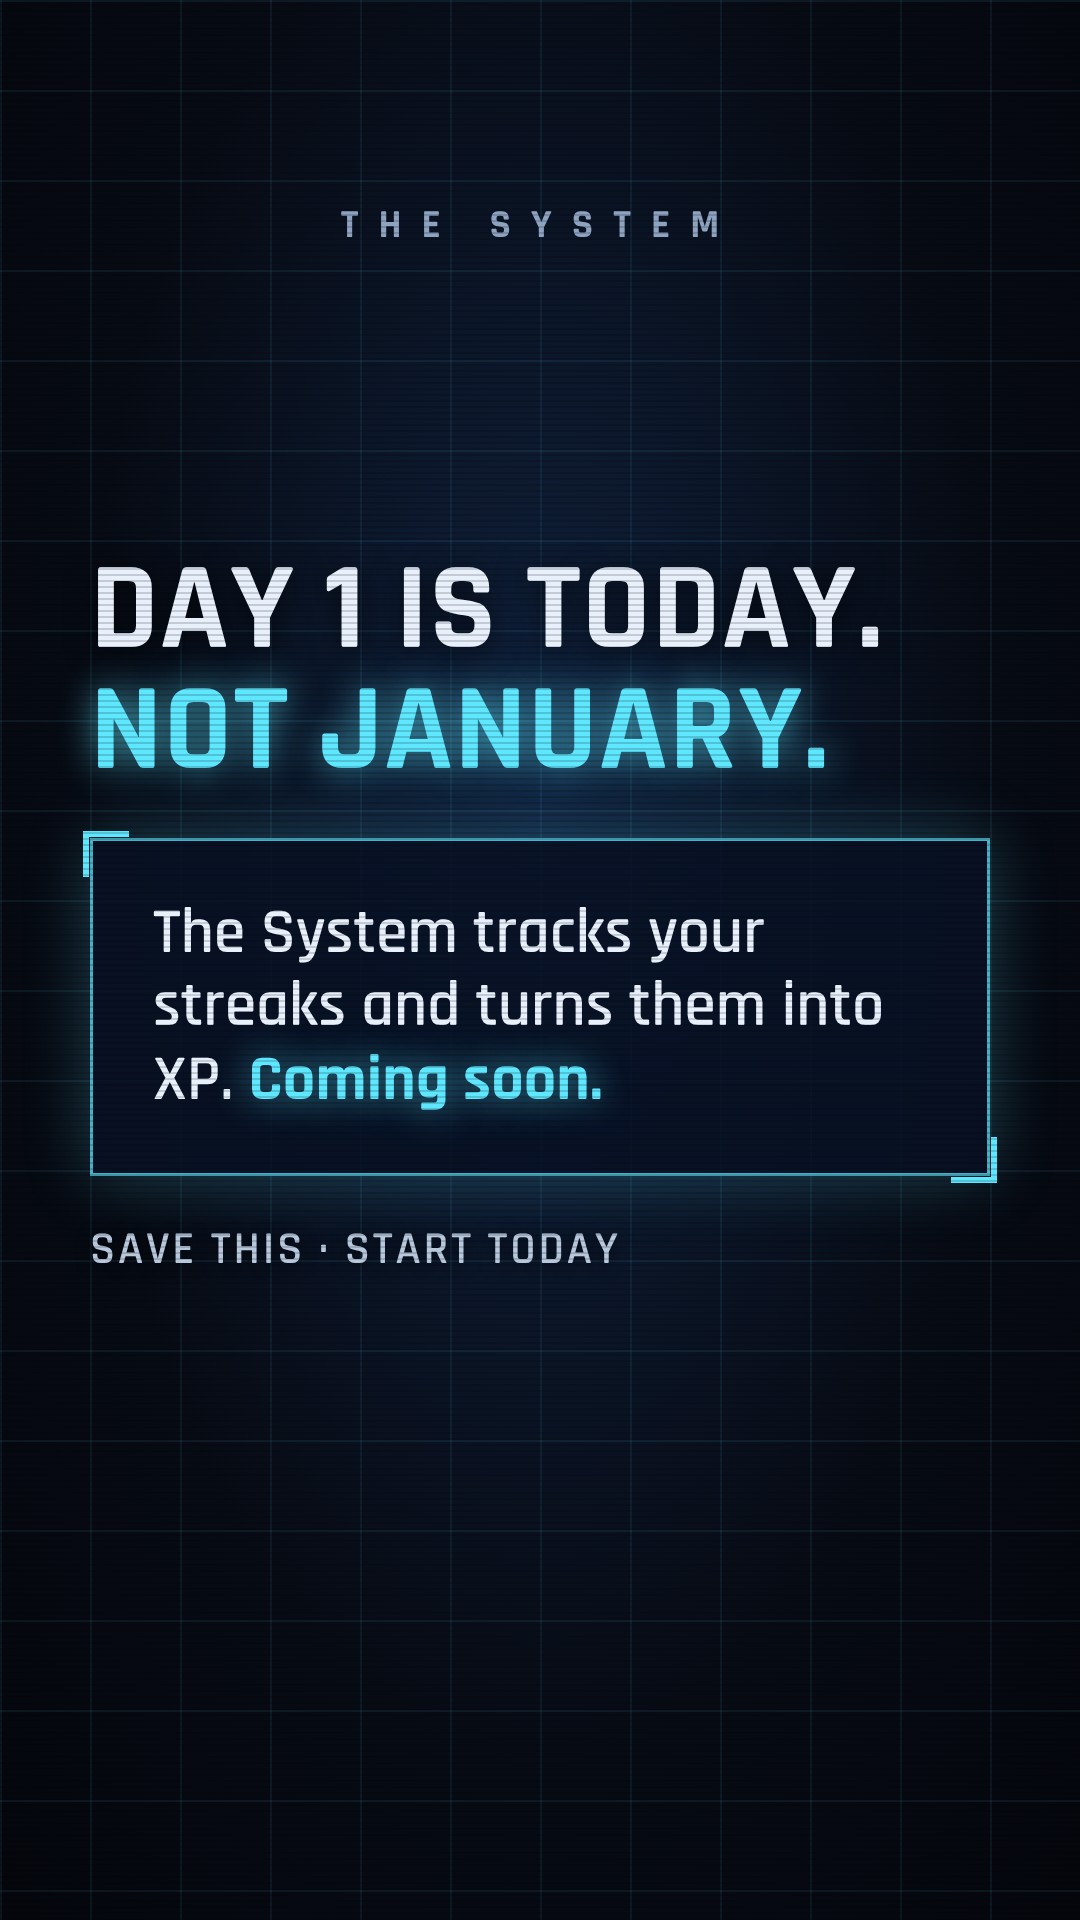 THE SYSTEM
DAY 1 IS TODAY.
NOT JANUARY.
The System tracks your
streaks and turns them into
XP. Coming soon.
SAVE THIS · START TODAY